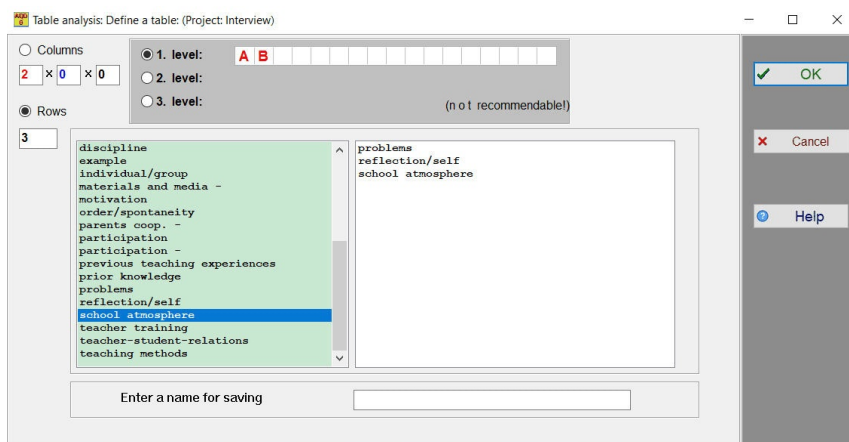 Table analysis: Define a table: (Project: Interview)
Columns
2 x 0 x 0
1. level: A B
2. level:
3. level: (n o t recommendable!)
Rows
3
discipline
example
individual/group
materials and media -
motivation
order/spontaneity
parents coop. -
participation
participation -
previous teaching experiences
prior knowledge
problems
reflection/self
school atmosphere
teacher training
teacher-student-relations
teaching methods
problems
reflection/self
school atmosphere
Enter a name for saving
OK
Cancel
Help